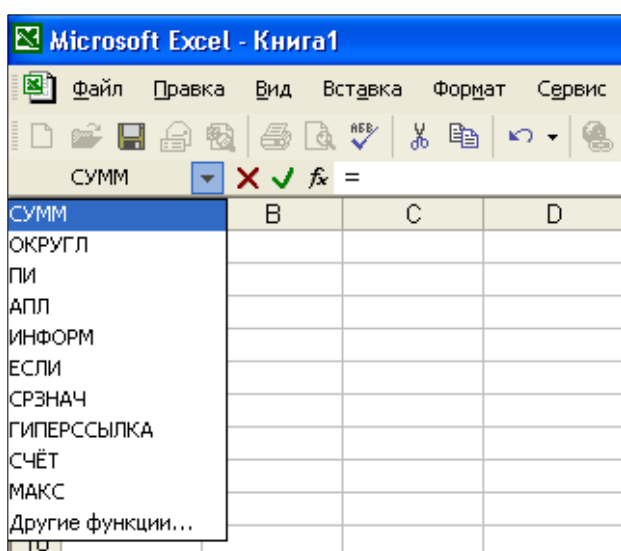 Microsoft Excel - Книга1
Файл Правка Вид Вставка Формат Сервис
СУММ =
СУММ B C D
ОКРУГЛ
ПИ
АПЛ
ИНФОРМ
ЕСЛИ
СРЗНАЧ
ГИПЕРССЫЛКА
СЧЁТ
МАКС
Другие функции...